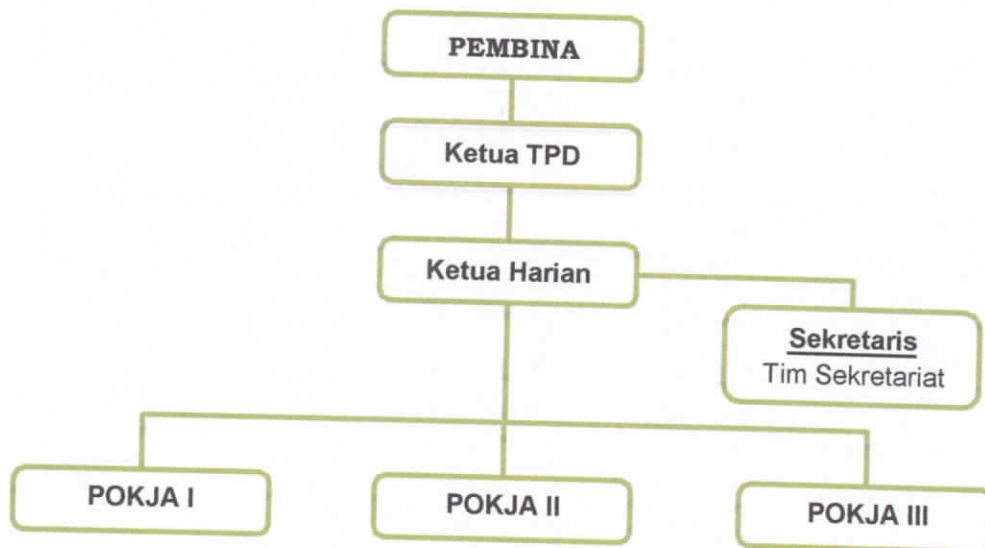 PEMBINA
Ketua TPD
Ketua Harian
Sekretaris
Tim Sekretariat
POKJA I
POKJA II
POKJA III